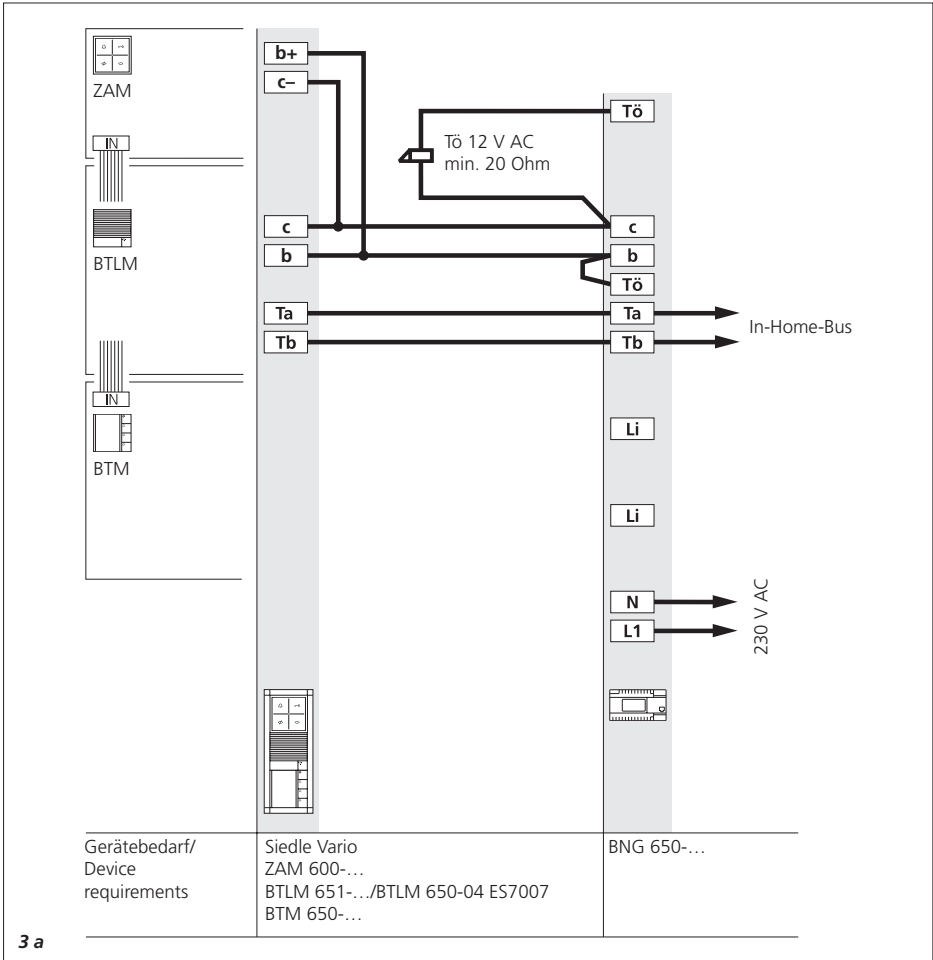 b+
c–
ZAM
IN
BTLM
IN
BTM
c
b
Ta
Tb
Tö 12 V AC
min. 20 Ohm
Tö
c
b
Tö
Ta
Tb
In-Home-Bus
Li
Li
N
L1
230 V AC
Gerätebedarf/
Device
requirements
Siedle Vario
ZAM 600-…
BTLM 651-…/BTLM 650-04 ES7007
BTM 650-…
BNG 650-…
3 a